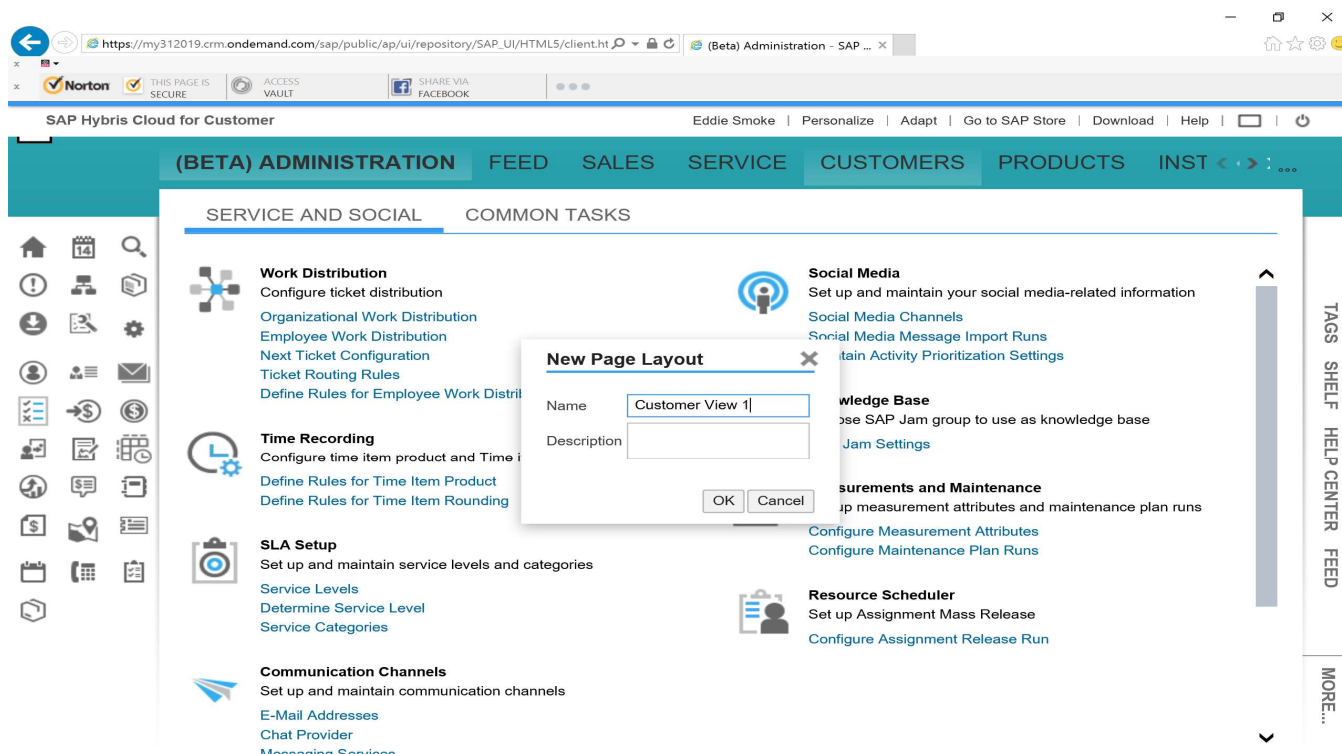 https://my312019.crm.ondemand.com/sap/public/ap/ui/repository/SAP_UI/HTML5/client.ht
(Beta) Administration - SAP ...
Norton
THIS PAGE IS SECURE
ACCESS VAULT
SHARE VIA FACEBOOK
SAP Hybris Cloud for Customer
Eddie Smoke | Personalize | Adapt | Go to SAP Store | Download | Help |
(BETA) ADMINISTRATION FEED SALES SERVICE CUSTOMERS PRODUCTS INST
SERVICE AND SOCIAL COMMON TASKS
14
Work Distribution
Configure ticket distribution
Organizational Work Distribution
Employee Work Distribution
Next Ticket Configuration
Ticket Routing Rules
Define Rules for Employee Work Distri
Time Recording
Configure time item product and Time i
Define Rules for Time Item Product
Define Rules for Time Item Rounding
SLA Setup
Set up and maintain service levels and categories
Service Levels
Determine Service Level
Service Categories
Communication Channels
Set up and maintain communication channels
E-Mail Addresses
Chat Provider
Messaging Services
New Page Layout
Name
Customer View 1
Description
OK
Cancel
Social Media
Set up and maintain your social media-related information
Social Media Channels
Social Media Message Import Runs
tain Activity Prioritization Settings
wledge Base
ose SAP Jam group to use as knowledge base
Jam Settings
surements and Maintenance
up measurement attributes and maintenance plan runs
Configure Measurement Attributes
Configure Maintenance Plan Runs
Resource Scheduler
Set up Assignment Mass Release
Configure Assignment Release Run
TAGS
SHELF
HELP CENTER
FEED
MORE...